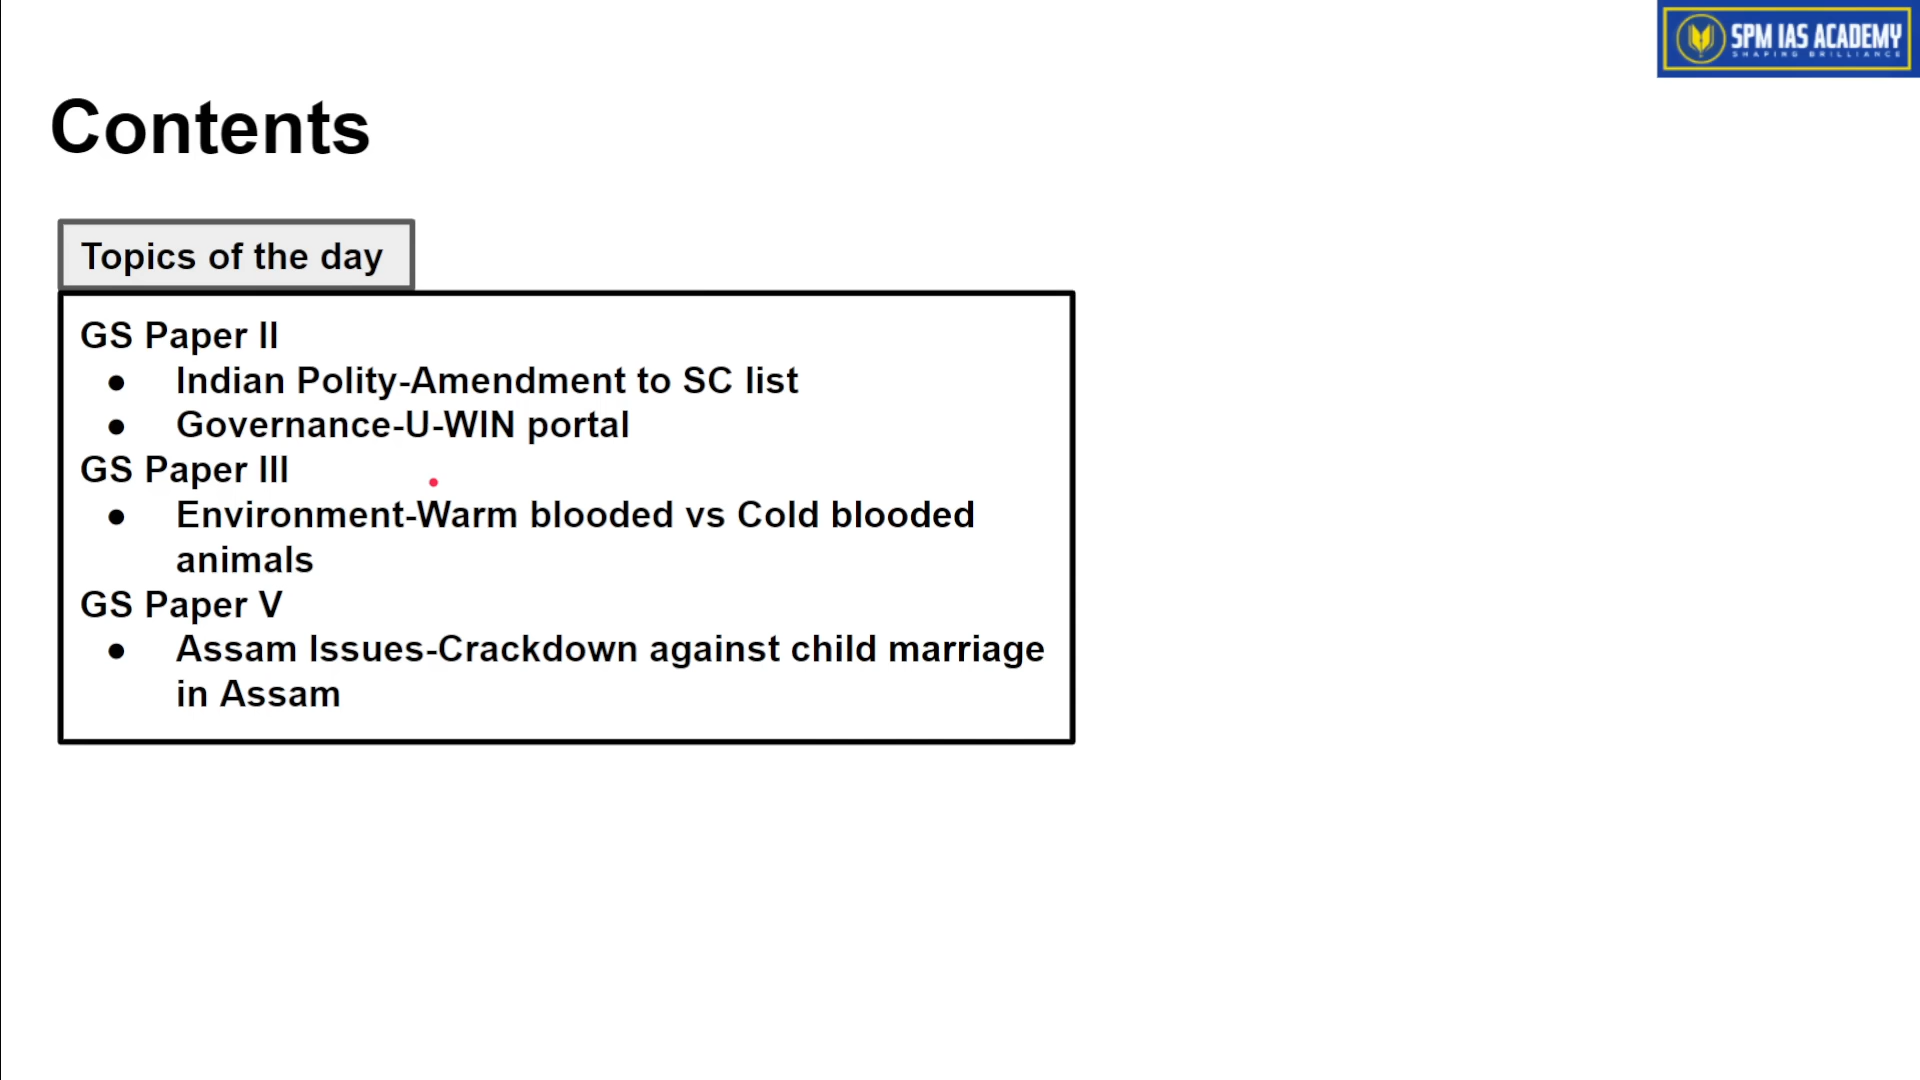 SPM IAS ACADEMY
SHAPING BRILLIANCE
Contents
Topics of the day
GS Paper II
● Indian Polity-Amendment to SC list
● Governance-U-WIN portal
GS Paper III
● Environment-Warm blooded vs Cold blooded
animals
GS Paper V
● Assam Issues-Crackdown against child marriage
in Assam